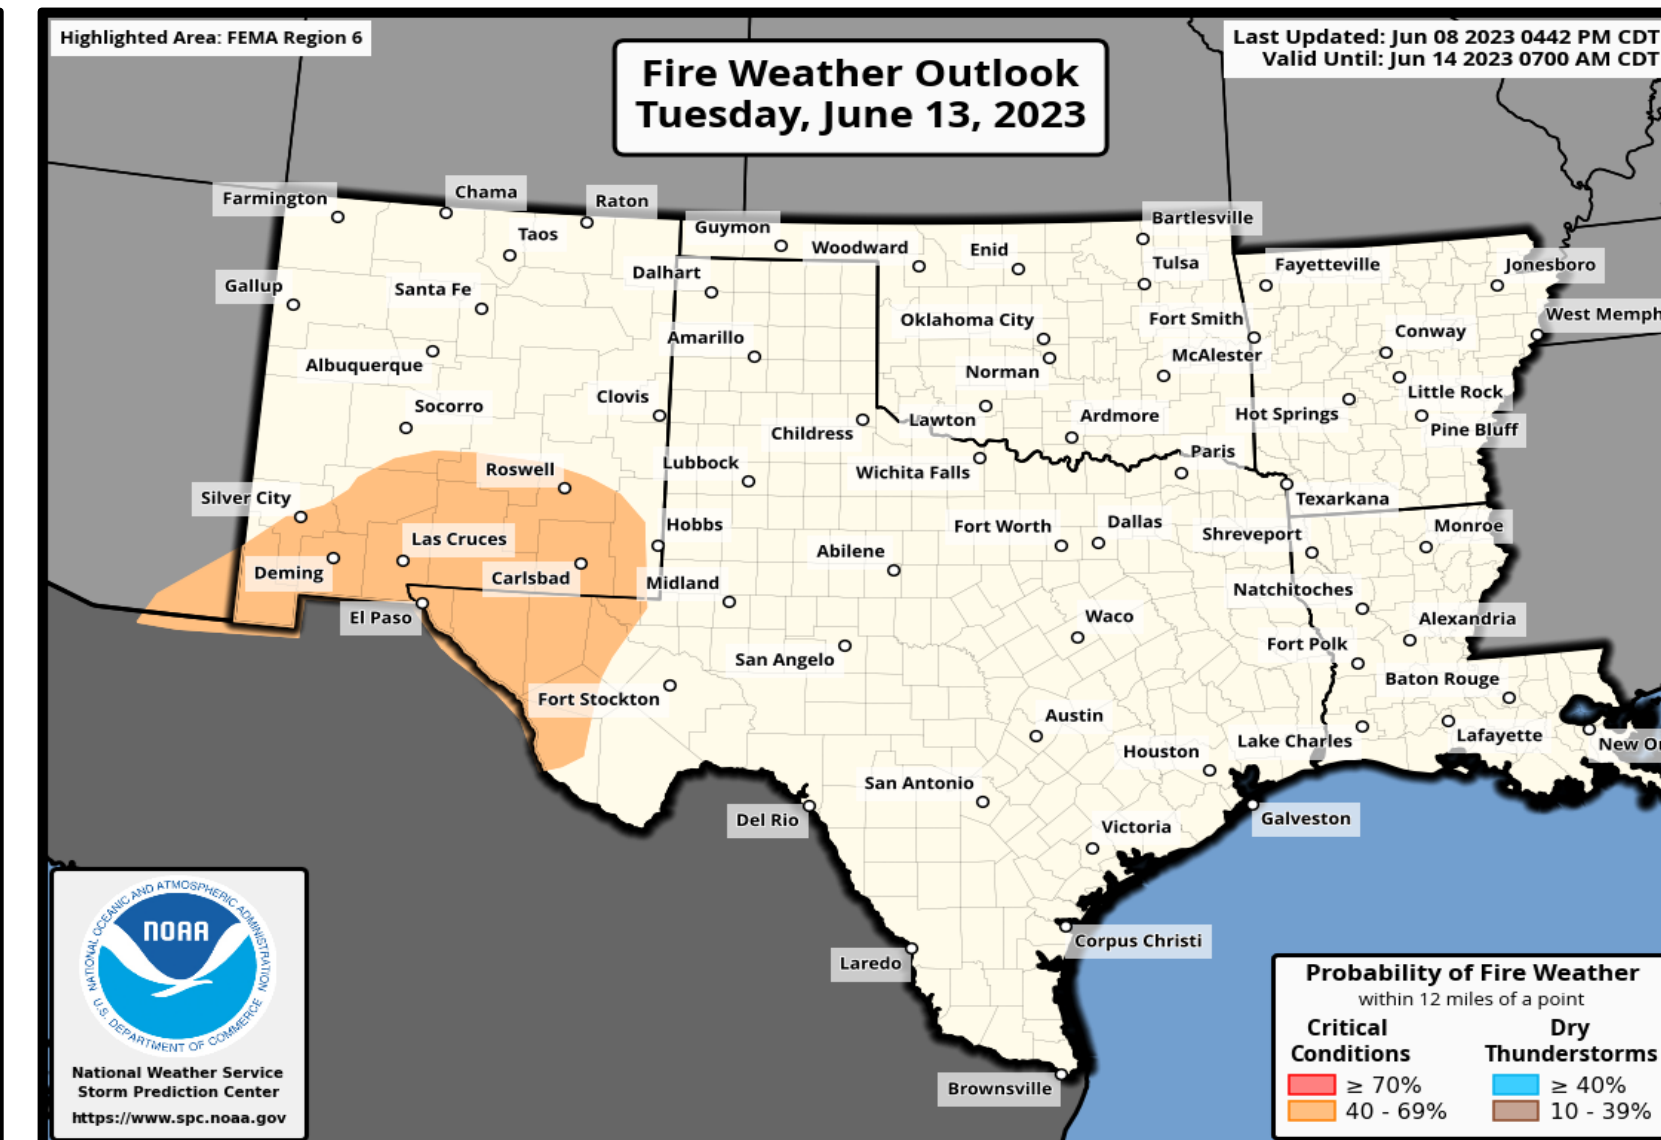 Highlighted Area: FEMA Region 6
Fire Weather Outlook
Tuesday, June 13, 2023
Last Updated: Jun 08 2023 0442 PM CDT
Valid Until: Jun 14 2023 0700 AM CDT
Farmington
Chama
Raton
Taos
Guymon
Woodward
Enid
Bartlesville
Tulsa
Fayetteville
Jonesboro
Gallup
Santa Fe
Dalhart
Oklahoma City
Fort Smith
West Memph
Albuquerque
Amarillo
Norman
McAlester
Conway
Little Rock
Socorro
Clovis
Childress
Lawton
Ardmore
Hot Springs
Pine Bluff
Roswell
Lubbock
Wichita Falls
Paris
Texarkana
Silver City
Hobbs
Fort Worth
Dallas
Shreveport
Monroe
Las Cruces
Abilene
Deming
Carlsbad
Midland
Natchitoches
El Paso
Waco
Alexandria
San Angelo
Fort Polk
Fort Stockton
Baton Rouge
Austin
Houston
Lake Charles
Lafayette
New Or
San Antonio
Del Rio
Victoria
Galveston
Corpus Christi
Laredo
Brownsville
NATIONAL OCEANIC AND ATMOSPHERIC ADMINISTRATION
NOAA
U.S. DEPARTMENT OF COMMERCE
National Weather Service
Storm Prediction Center
https://www.spc.noaa.gov
Probability of Fire Weather
within 12 miles of a point
Critical
Conditions
≥ 70%
40 - 69%
Dry
Thunderstorms
≥ 40%
10 - 39%